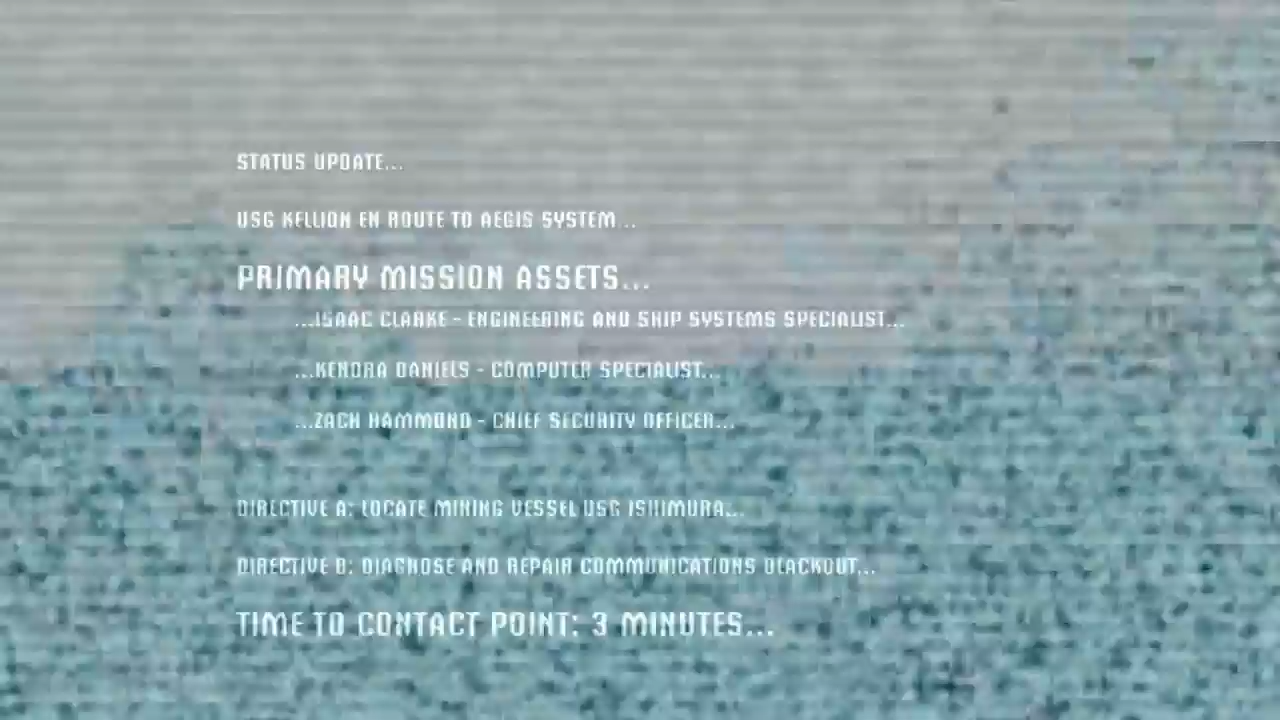 STATUS UPDATE...
USG KELLION EN ROUTE TO AEGIS SYSTEM...
PRIMARY MISSION ASSETS...
...ISAAC CLARKE - ENGINEERING AND SHIP SYSTEMS SPECIALIST...
...KENDRA DANIELS - COMPUTER SPECIALIST...
...ZACH HAMMOND - CHIEF SECURITY OFFICER...
DIRECTIVE A: LOCATE MINING VESSEL USG ISHIMURA...
DIRECTIVE B: DIAGNOSE AND REPAIR COMMUNICATIONS BLACKOUT...
TIME TO CONTACT POINT: 3 MINUTES...